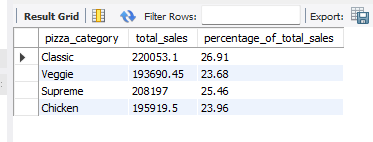 Result Grid Filter Rows: Export:
pizza_category total_sales percentage_of_total_sales
Classic 220053.1 26.91
Veggie 193690.45 23.68
Supreme 208197 25.46
Chicken 195919.5 23.96